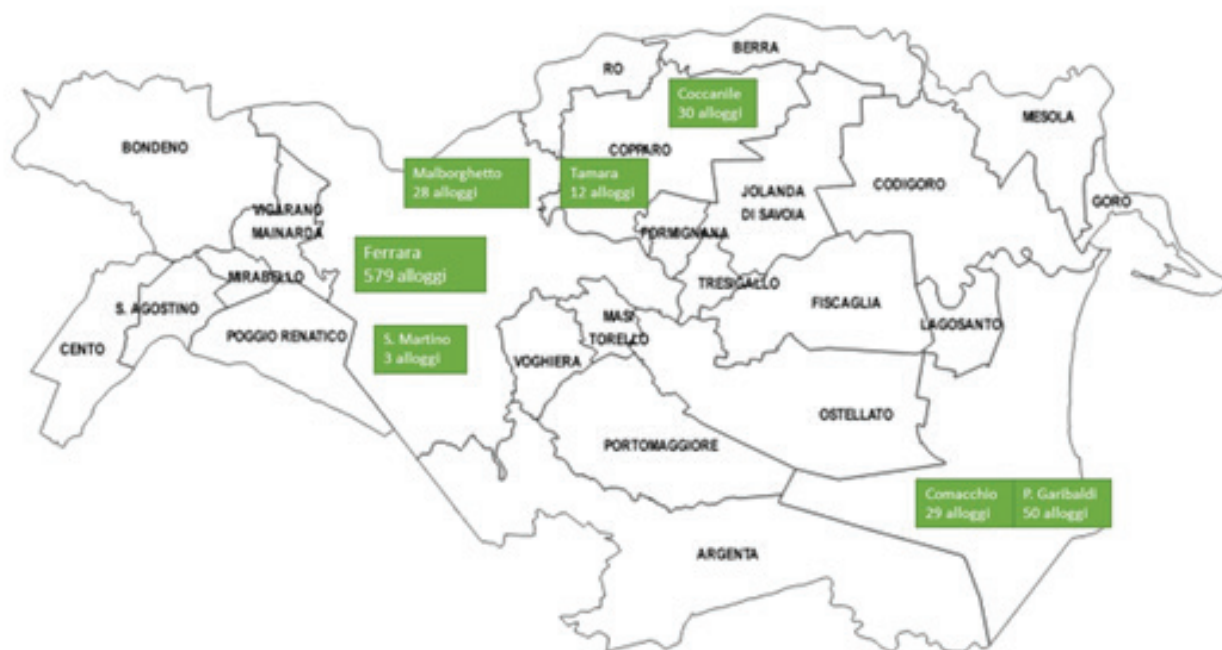 BERRA
RO
Coccanile
30 alloggi
MESOLA
BONDENO
COPPARO
Malborghetto
28 alloggi
Tamara
12 alloggi
CODIGORO
JOLANDA
DI SAVOIA
GORO
VIGARANO
MAINARDA
FORMIGNANA
Ferrara
579 alloggi
MIRABELLO
TRESIGALLO
S. AGOSTINO
FISCAGLIA
MASI
TORELLO
LAGOSANTO
POGGIO RENATICO
S. Martino
3 alloggi
CENTO
VOGHIERA
OSTELLATO
PORTOMAGGIORE
Comacchio
29 alloggi
P. Garibaldi
50 alloggi
ARGENTA